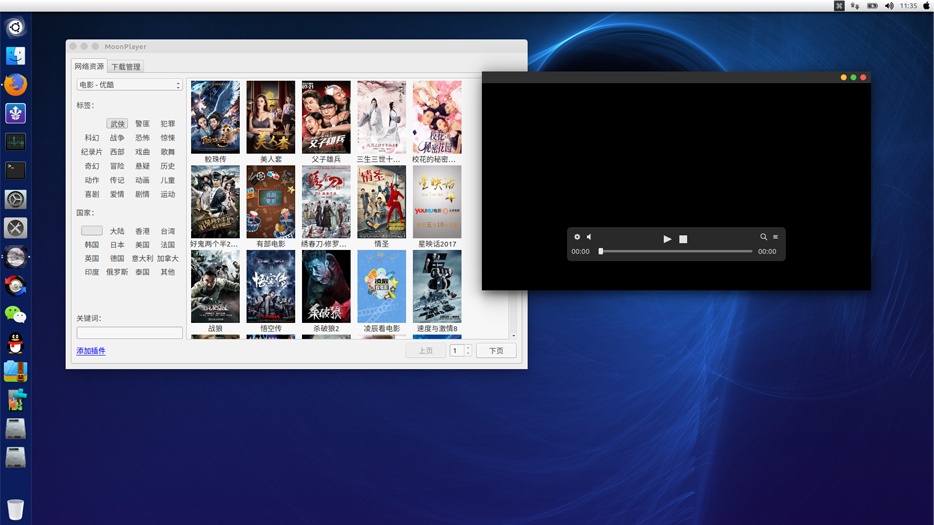 11:35
MoonPlayer
网络资源 下载管理
电影 - 优酷
标签:
武侠 警匪 犯罪
科幻 战争 恐怖 惊悚
纪录片 西部 戏曲 歌舞
奇幻 冒险 悬疑 历史
动作 传记 动画 儿童
喜剧 爱情 剧情 运动
国家:
大陆 香港 台湾
韩国 日本 美国 法国
英国 德国 意大利 加拿大
印度 俄罗斯 泰国 其他
关键词:
添加插件
鲛珠传 美人套 父子雄兵 三生三世十... 校花的秘密...
好鬼两个半2... 有部电影 绣春刀·修罗... 情圣 星映话2017
战狼 悟空传 杀破狼2 凌辰看电影 速度与激情8
上页 1 下页
00:00 00:00